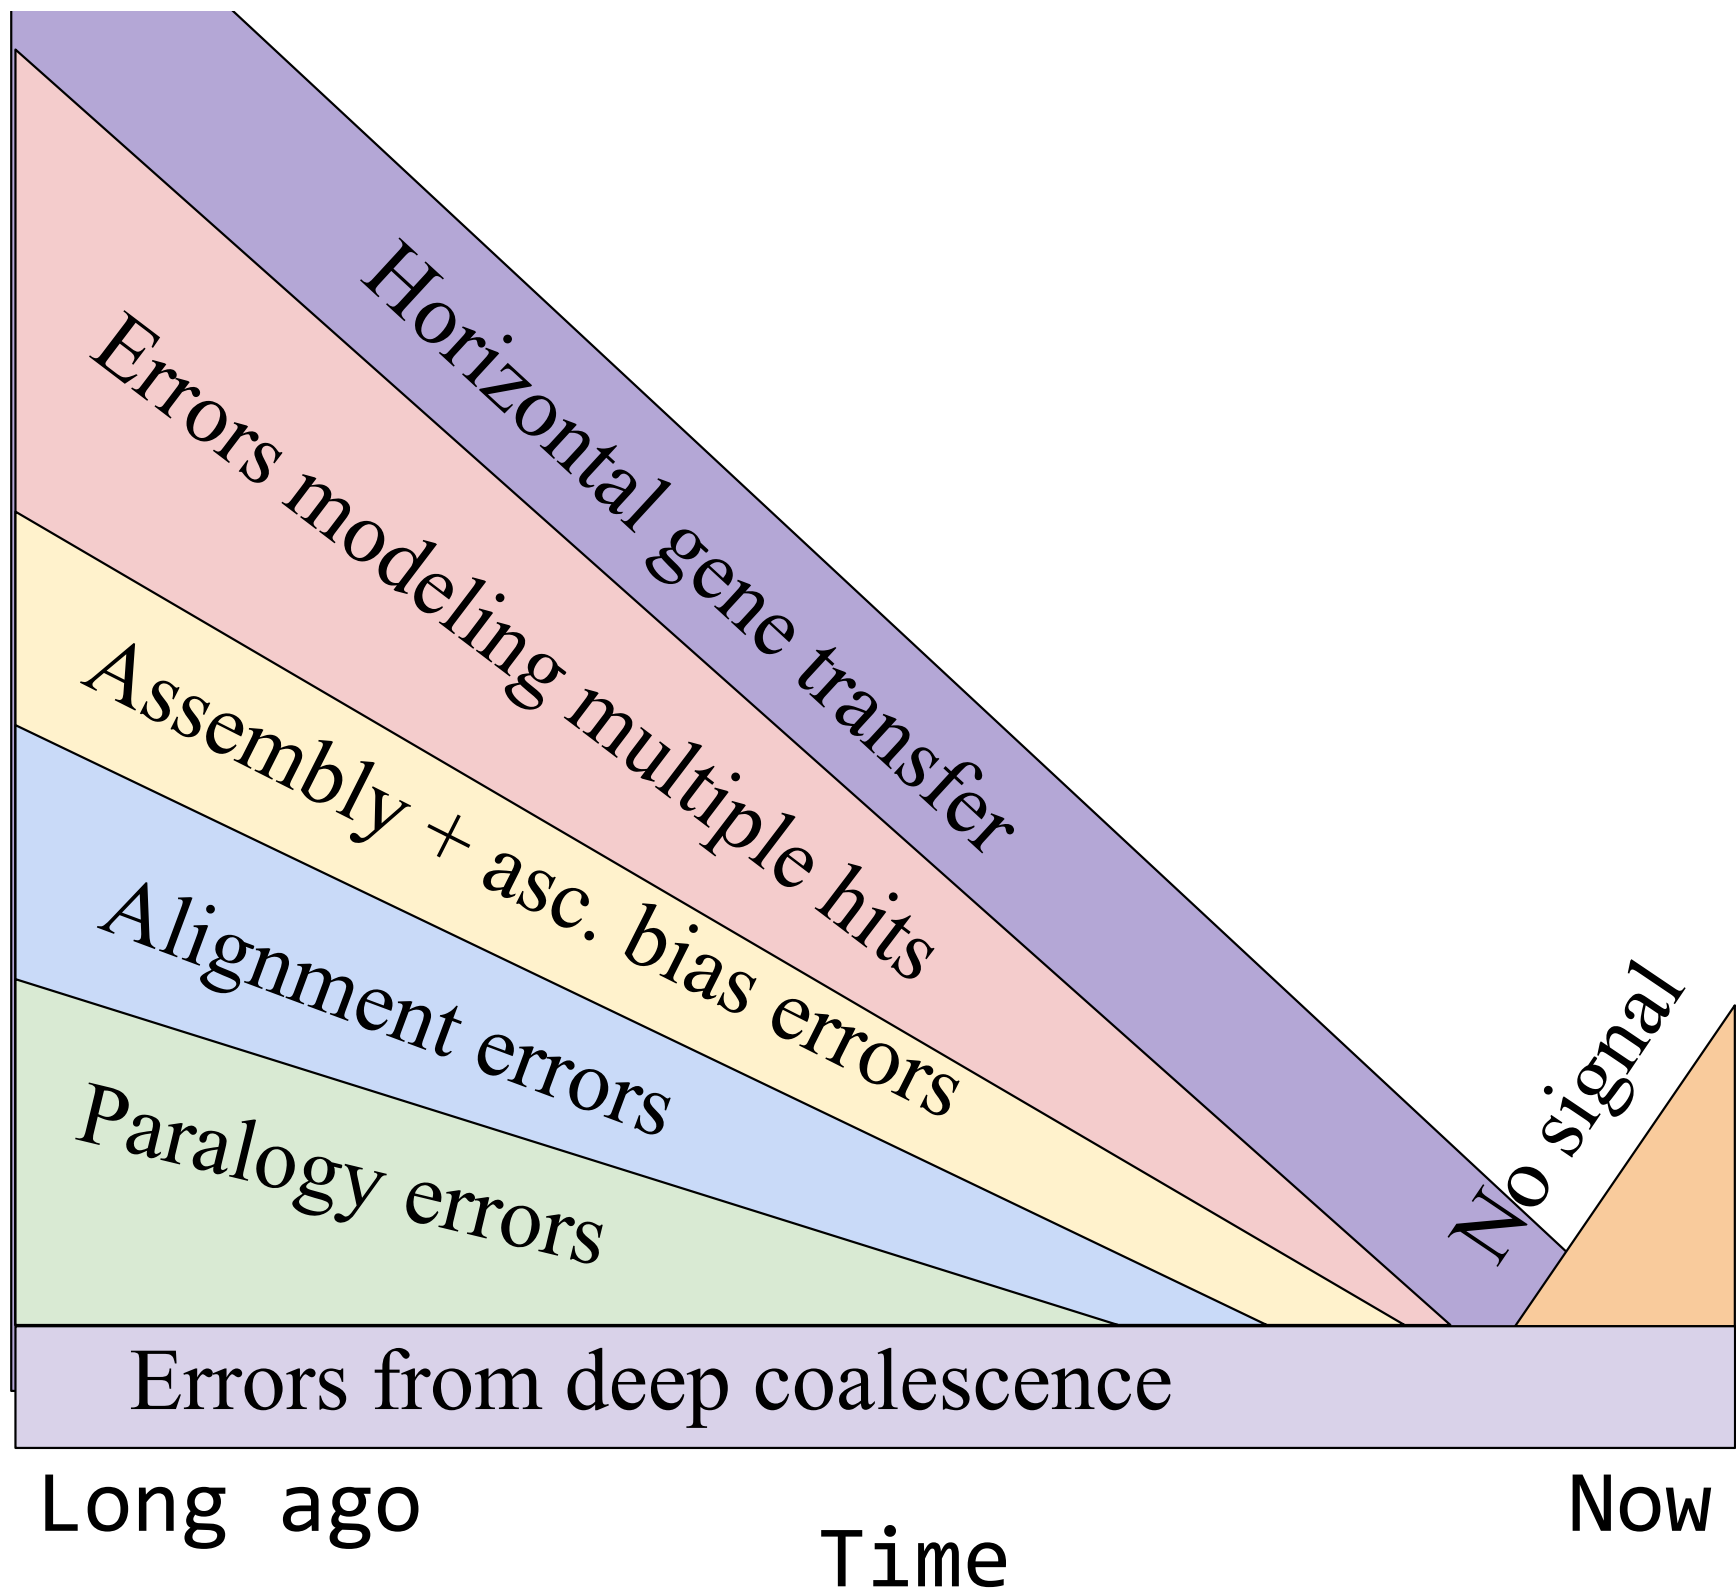 Horizontal gene transfer
Errors modeling multiple hits
Assembly + asc. bias errors
Alignment errors
Paralogy errors
No signal
Errors from deep coalescence
Long ago
Now
Time